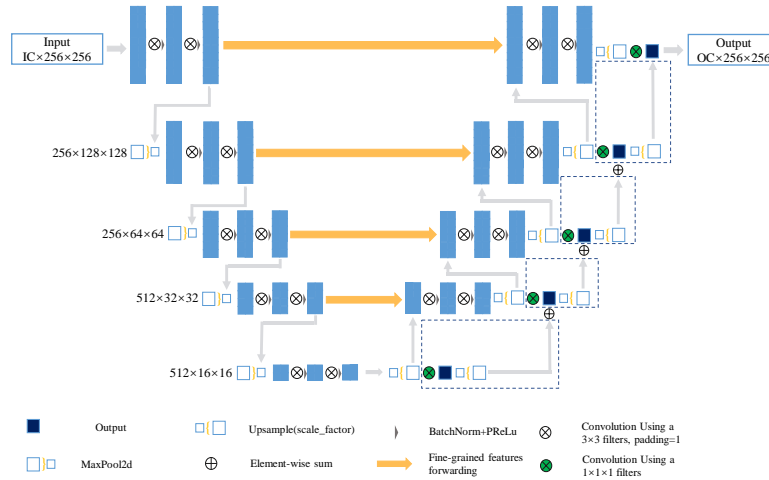 Input
IC×256×256
Output
OC×256×256
256×128×128
256×64×64
512×32×32
512×16×16
Output
Upsample(scale_factor)
BatchNorm+PReLu
Convolution Using a
3×3 filters, padding=1
MaxPool2d
Element-wise sum
Fine-grained features
forwarding
Convolution Using a
1×1×1 filters